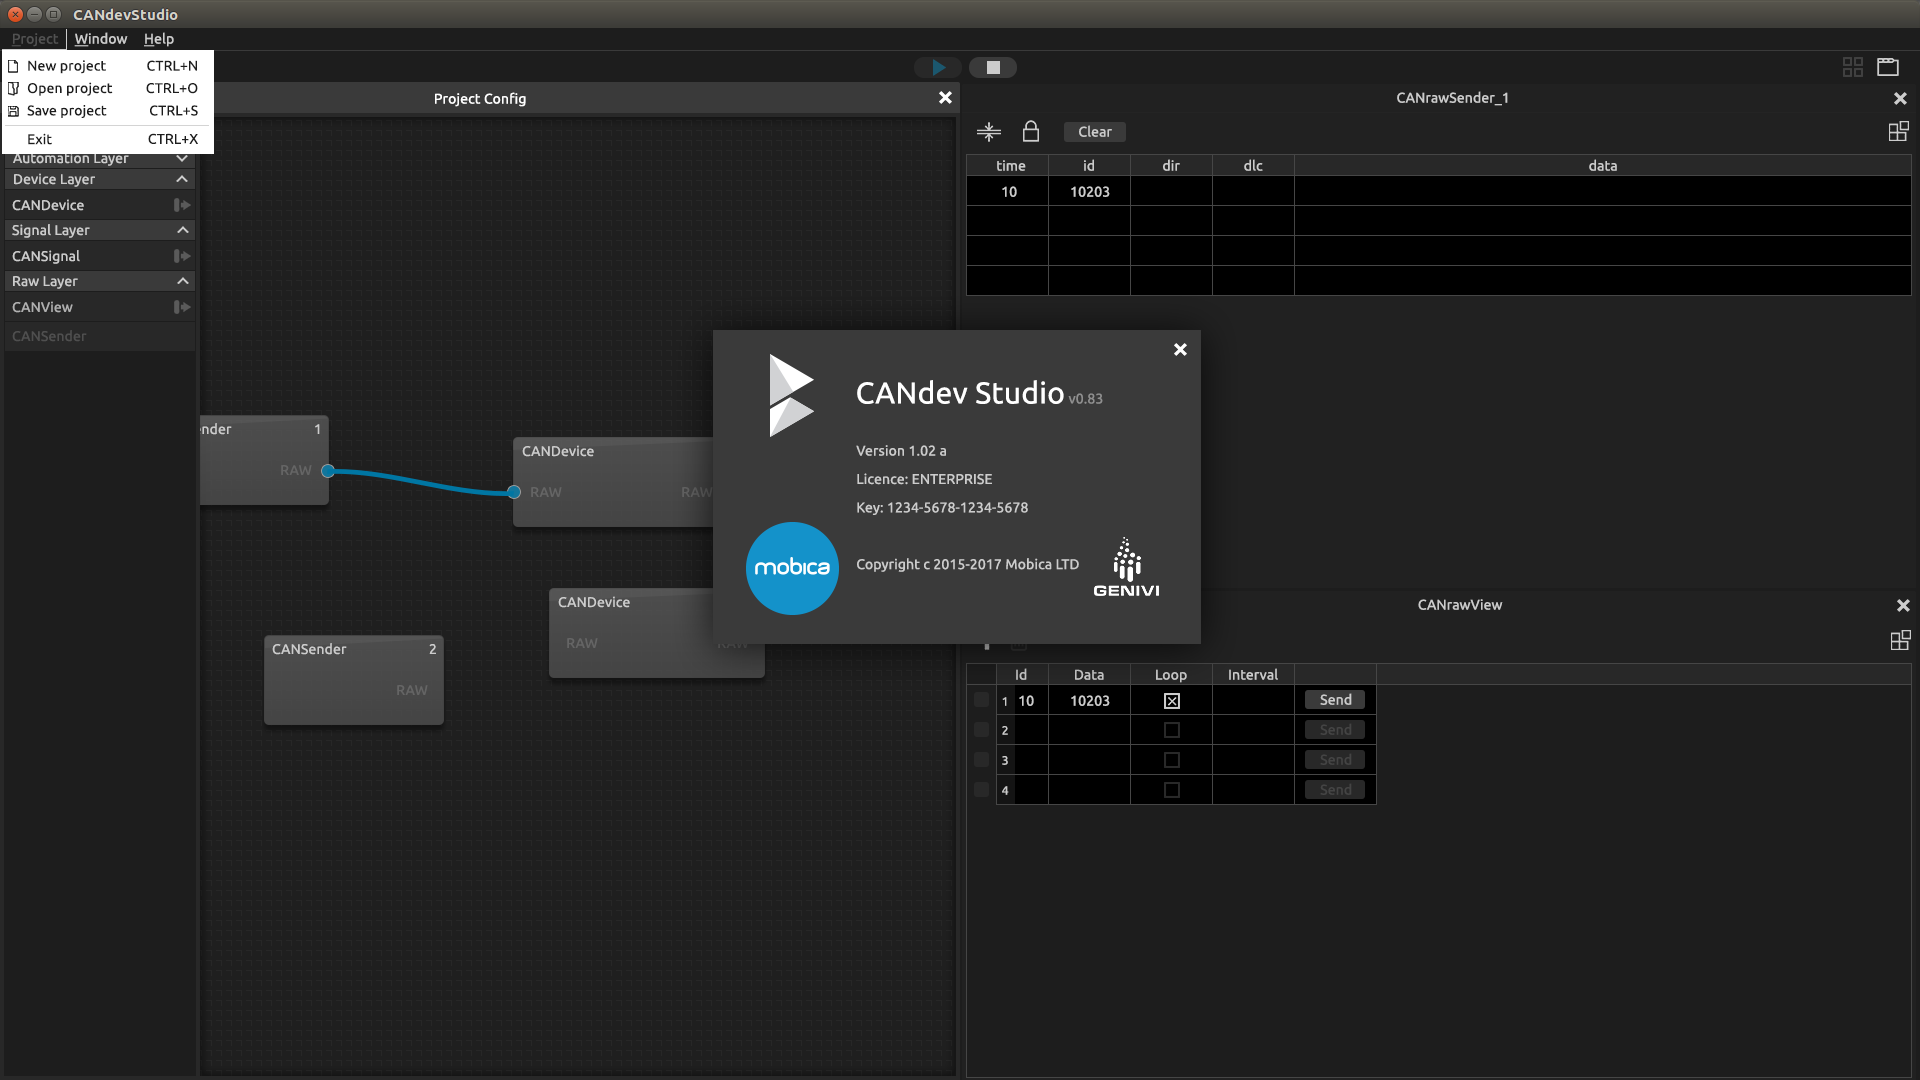 CANdevStudio
Project Window Help
New project CTRL+N
Open project CTRL+O
Save project CTRL+S
Exit CTRL+X
Automation Layer
Device Layer
CANDevice
Signal Layer
CANSignal
Raw Layer
CANView
CANSender
Project Config
ender 1
RAW
CANDevice
RAW RAW
CANDevice
RAW RAW
CANSender 2
RAW
CANdev Studio v0.83
Version 1.02 a
Licence: ENTERPRISE
Key: 1234-5678-1234-5678
mobica
Copyright c 2015-2017 Mobica LTD
GENIVI
CANrawSender_1
Clear
time id dir dlc data
10 10203
CANrawView
Id Data Loop Interval
1 10 10203 Send
2 Send
3 Send
4 Send